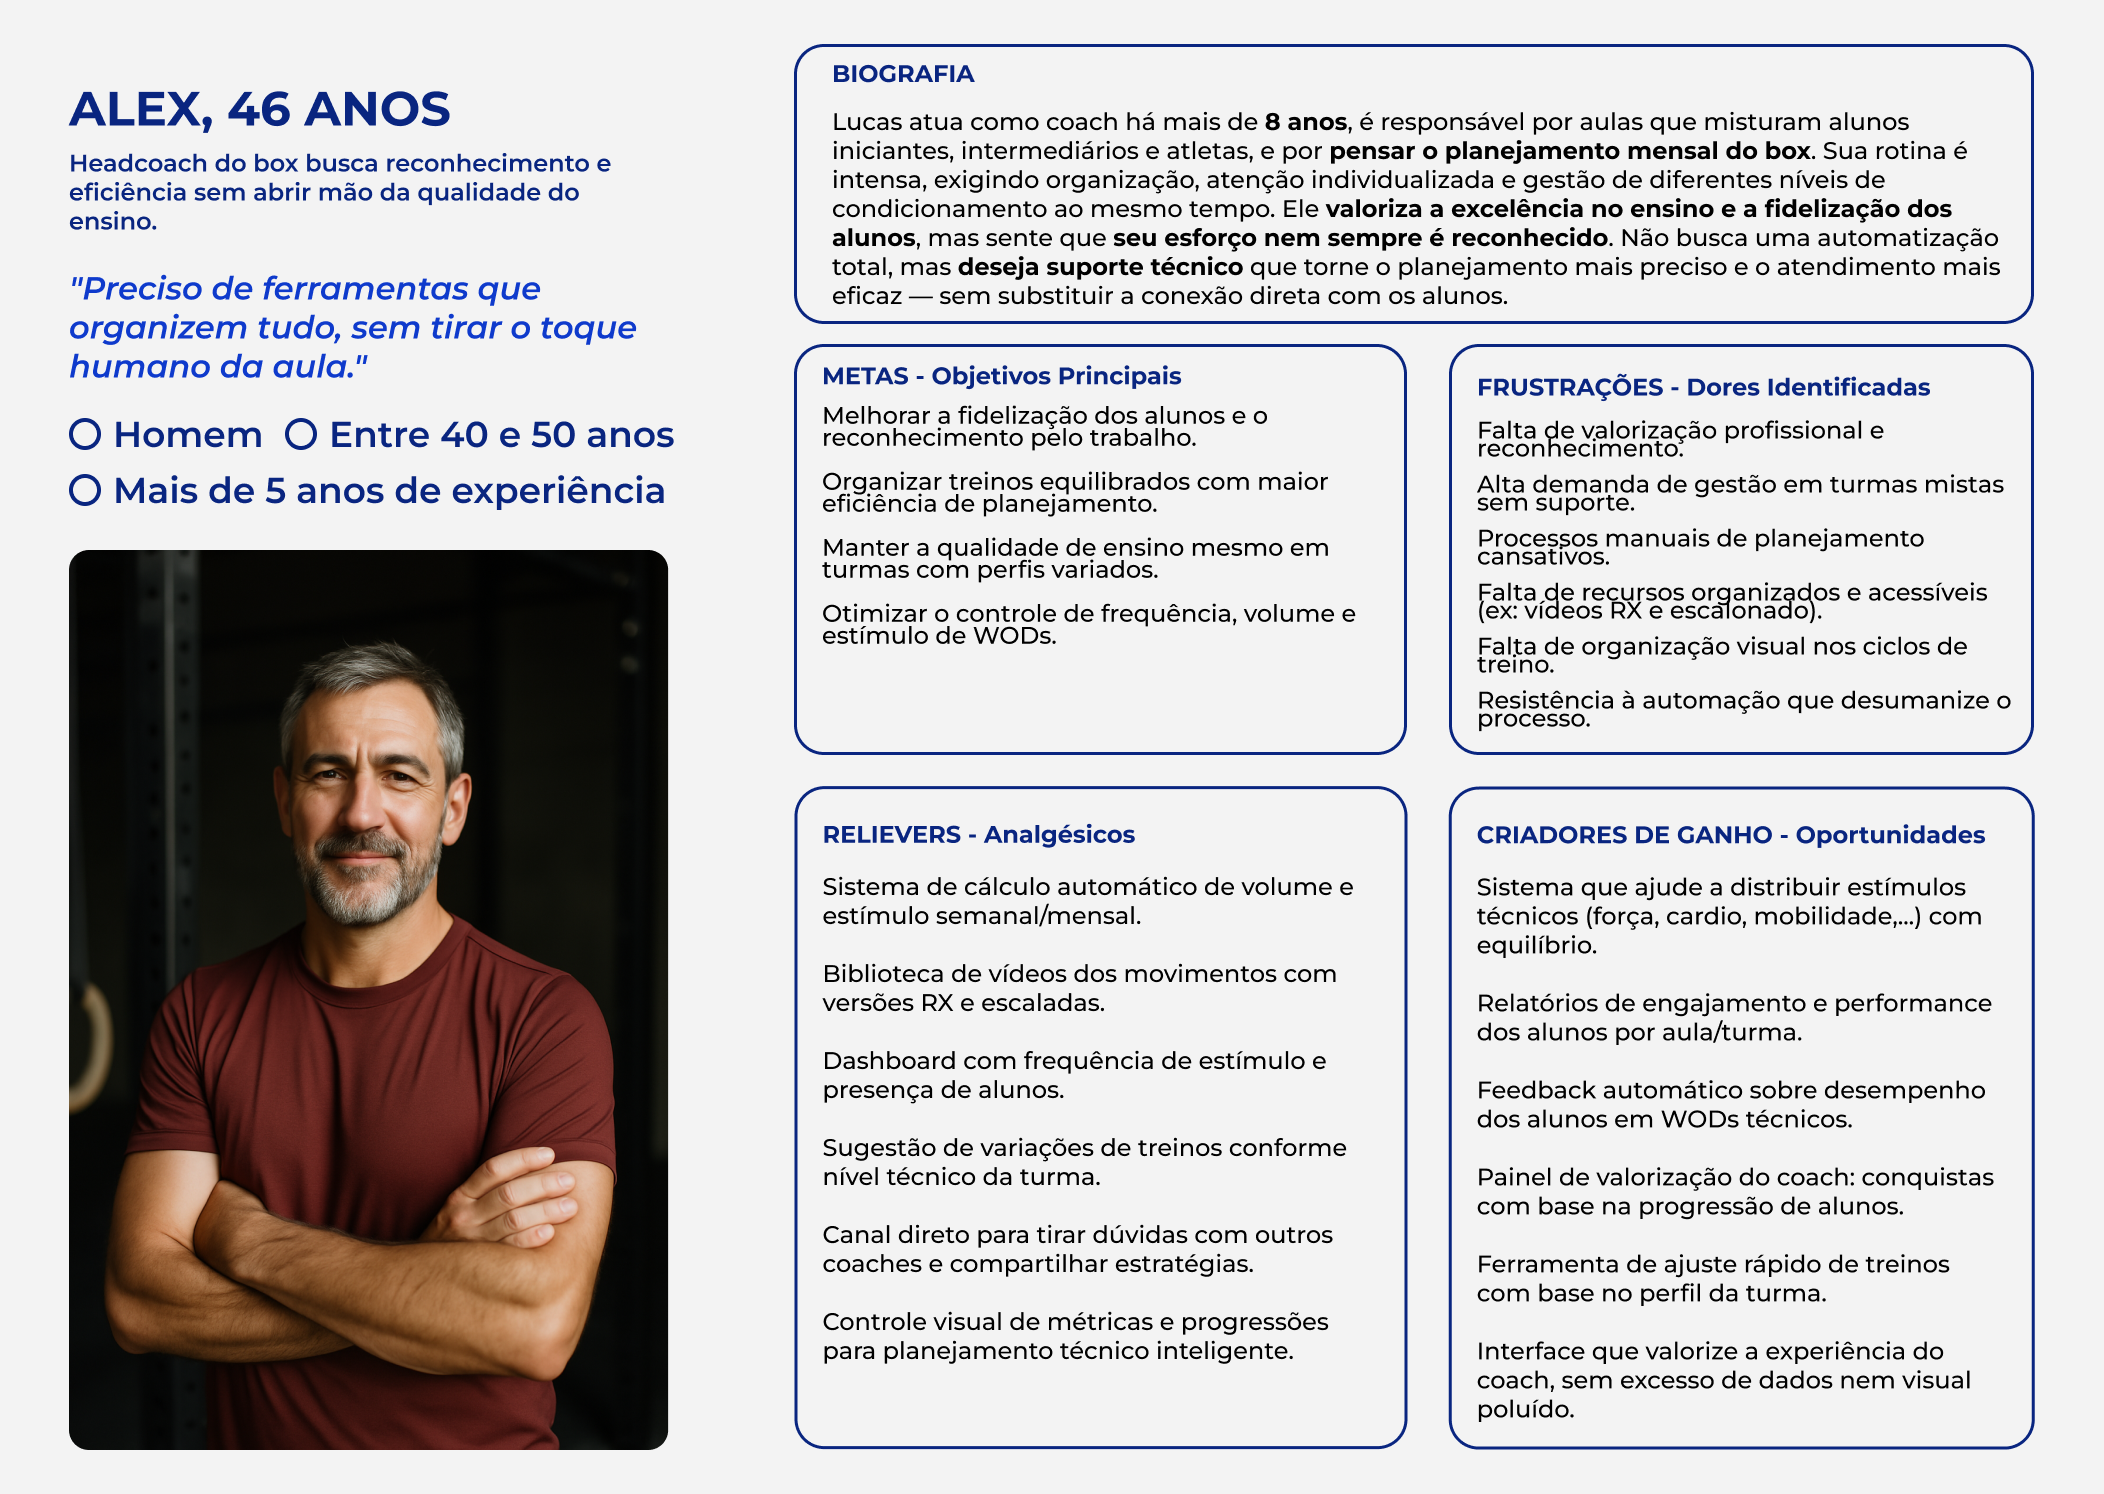 ALEX, 46 ANOS
Headcoach do box busca reconhecimento e
eficiência sem abrir mão da qualidade do
ensino.
"Preciso de ferramentas que
organizem tudo, sem tirar o toque
humano da aula."
Homem Entre 40 e 50 anos
Mais de 5 anos de experiência
BIOGRAFIA
Lucas atua como coach há mais de 8 anos, é responsável por aulas que misturam alunos
iniciantes, intermediários e atletas, e por pensar o planejamento mensal do box. Sua rotina é
intensa, exigindo organização, atenção individualizada e gestão de diferentes níveis de
condicionamento ao mesmo tempo. Ele valoriza a excelência no ensino e a fidelização dos
alunos, mas sente que seu esforço nem sempre é reconhecido. Não busca uma automatização
total, mas deseja suporte técnico que torne o planejamento mais preciso e o atendimento mais
eficaz — sem substituir a conexão direta com os alunos.
METAS - Objetivos Principais
Melhorar a fidelização dos alunos e o
reconhecimento pelo trabalho.
Organizar treinos equilibrados com maior
eficiência de planejamento.
Manter a qualidade de ensino mesmo em
turmas com perfis variados.
Otimizar o controle de frequência, volume e
estímulo de WODs.
FRUSTRAÇÕES - Dores Identificadas
Falta de valorização profissional e
reconhecimento.
Alta demanda de gestão em turmas mistas
sem suporte.
Processos manuais de planejamento
cansativos.
Falta de recursos organizados e acessíveis
(ex: vídeos RX e escalonado).
Falta de organização visual nos ciclos de
treino.
Resistência à automação que desumanize o
processo.
RELIEVERS - Analgésicos
Sistema de cálculo automático de volume e
estímulo semanal/mensal.
Biblioteca de vídeos dos movimentos com
versões RX e escaladas.
Dashboard com frequência de estímulo e
presença de alunos.
Sugestão de variações de treinos conforme
nível técnico da turma.
Canal direto para tirar dúvidas com outros
coaches e compartilhar estratégias.
Controle visual de métricas e progressões
para planejamento técnico inteligente.
CRIADORES DE GANHO - Oportunidades
Sistema que ajude a distribuir estímulos
técnicos (força, cardio, mobilidade,...) com
equilíbrio.
Relatórios de engajamento e performance
dos alunos por aula/turma.
Feedback automático sobre desempenho
dos alunos em WODs técnicos.
Painel de valorização do coach: conquistas
com base na progressão de alunos.
Ferramenta de ajuste rápido de treinos
com base no perfil da turma.
Interface que valorize a experiência do
coach, sem excesso de dados nem visual
poluído.